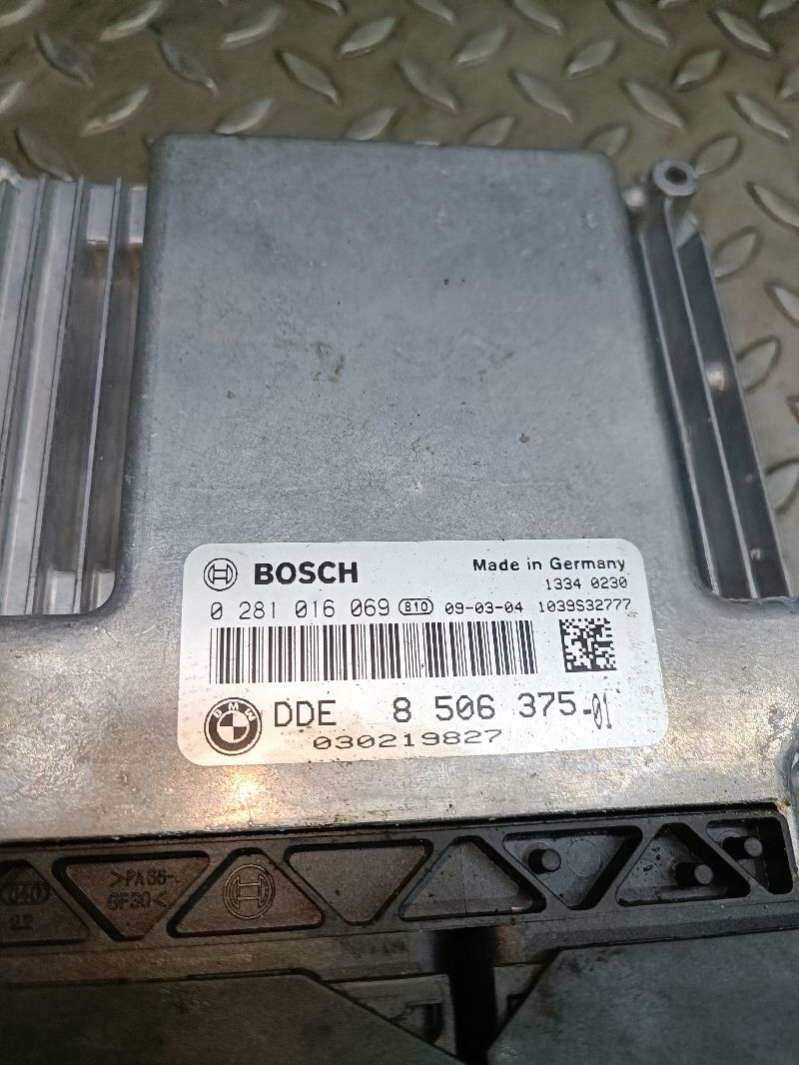 BOSCH Made in Germany
1334 0230
0 281 016 069 810 09-03-04 1039S32777
BMW DDE 8 506 375-01
030219827
>PA66-
GF30<